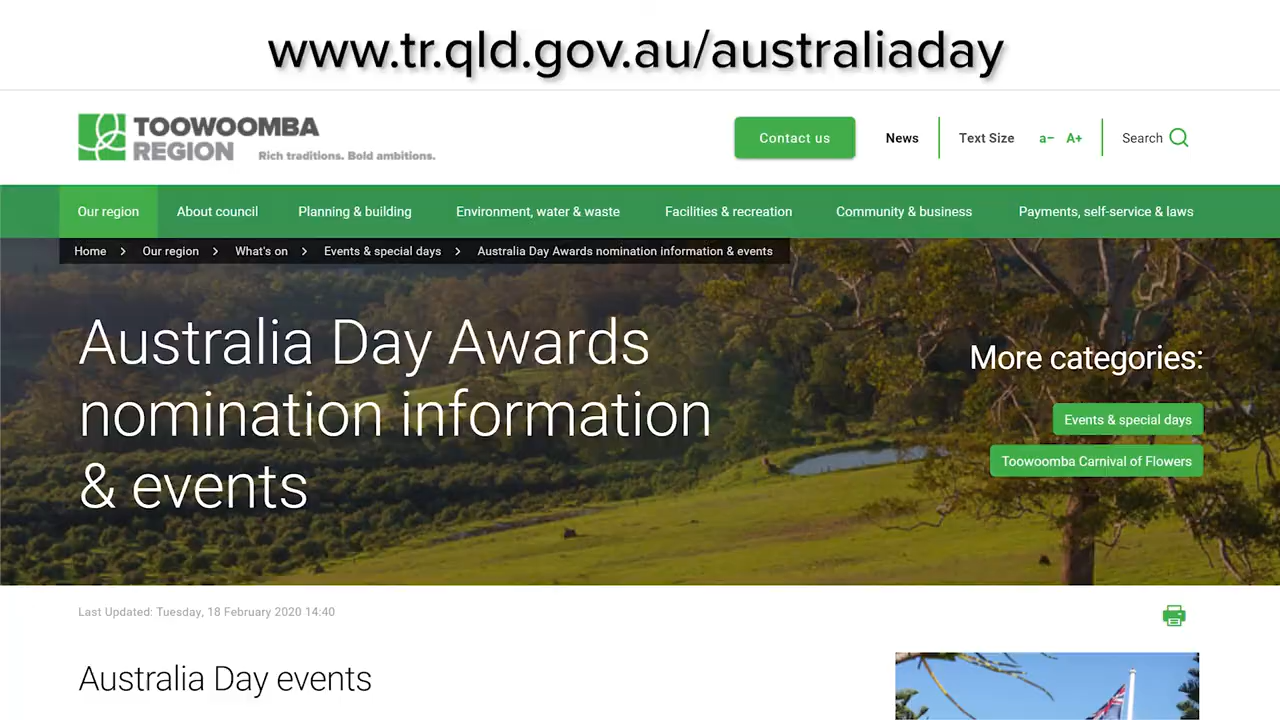 www.tr.qld.gov.au/australiaday
TOOWOOMBA
REGION Rich traditions. Bold ambitions.
Contact us News Text Size a− A+ Search
Our region About council Planning & building Environment, water & waste Facilities & recreation Community & business Payments, self-service & laws
Home > Our region > What's on > Events & special days > Australia Day Awards nomination information & events
Australia Day Awards
nomination information
& events
More categories:
Events & special days
Toowoomba Carnival of Flowers
Last Updated: Tuesday, 18 February 2020 14:40
Australia Day events